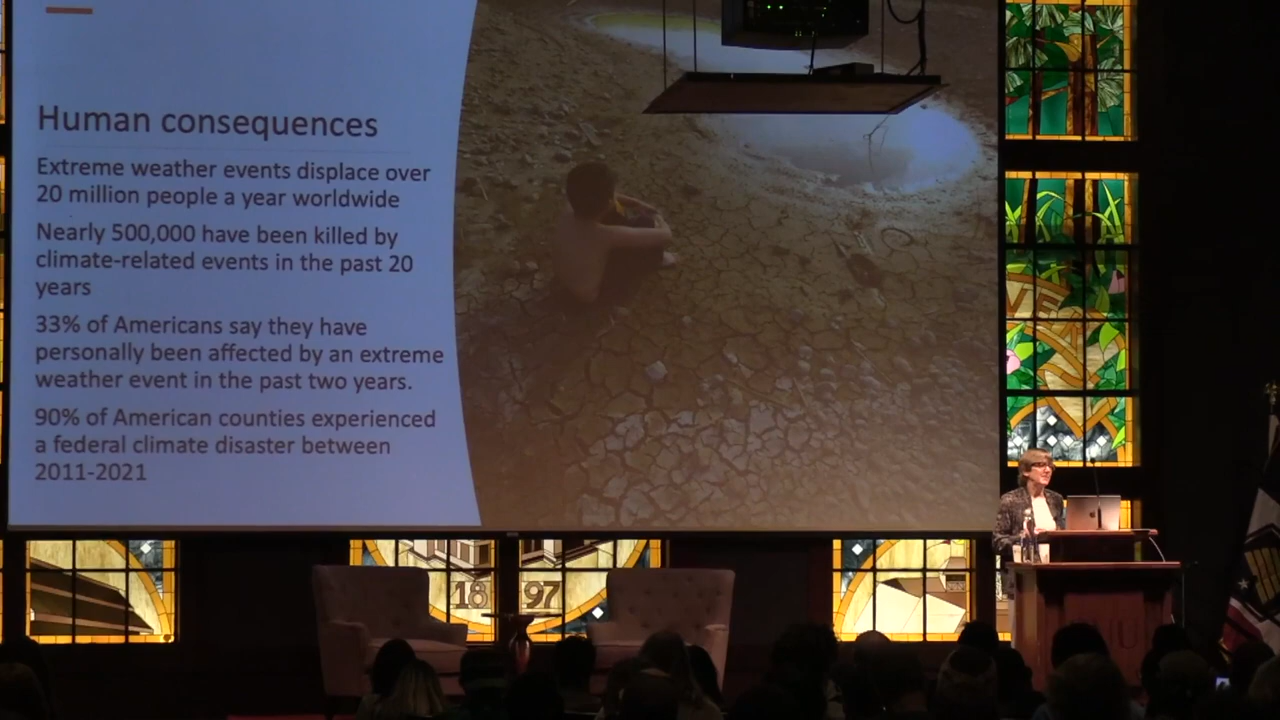 Human consequences
Extreme weather events displace over
20 million people a year worldwide
Nearly 500,000 have been killed by
climate-related events in the past 20
years
33% of Americans say they have
personally been affected by an extreme
weather event in the past two years.
90% of American counties experienced
a federal climate disaster between
2011-2021
18 97